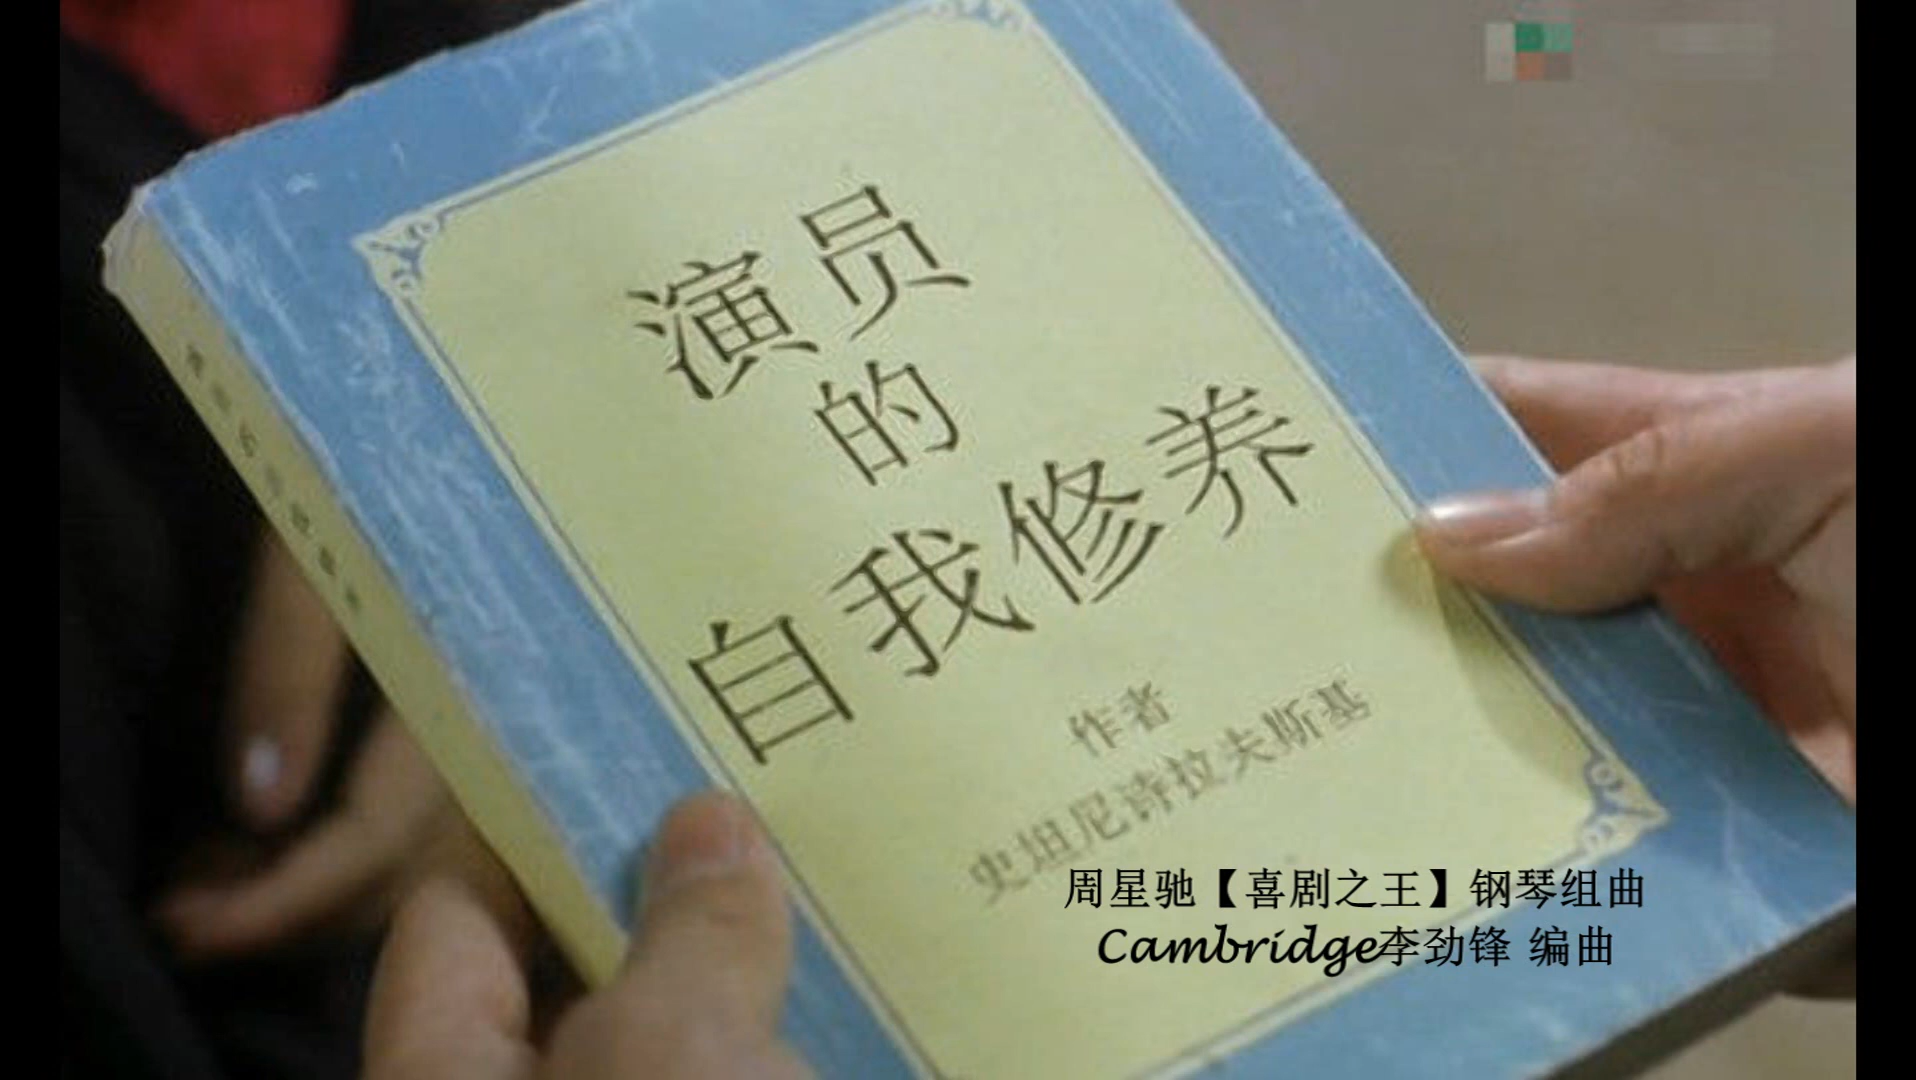 演员
的
自我修养
作者
史坦尼诗拉夫斯基
周星驰【喜剧之王】钢琴组曲
Cambridge李劲锋 编曲